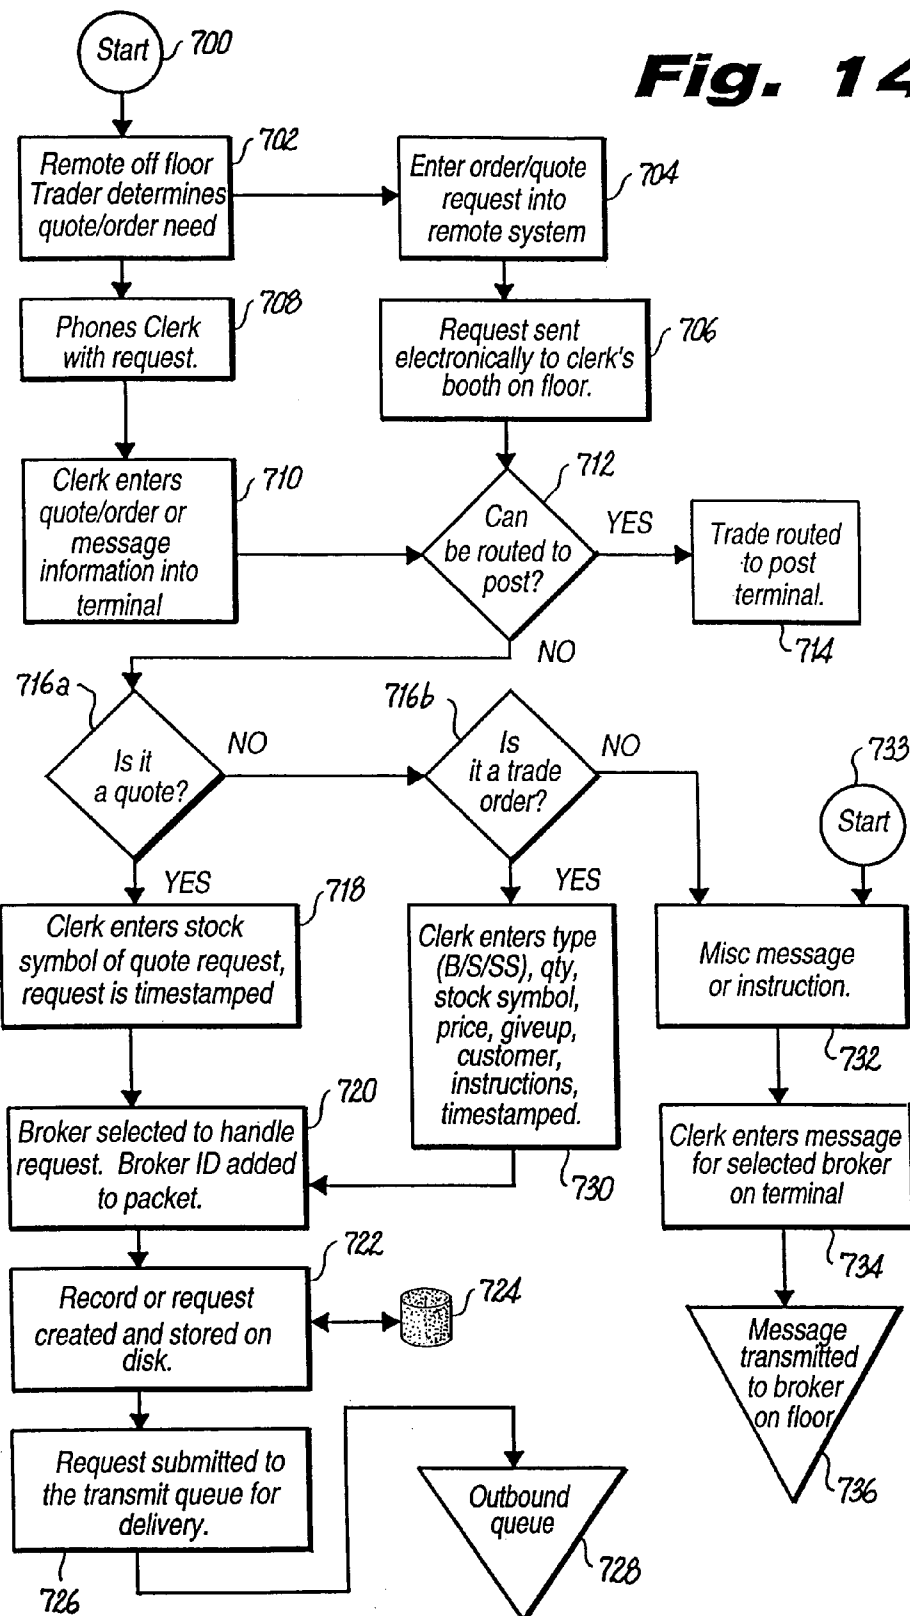 Start
700
Fig. 14
702
Remote off floor
Trader determines
quote/order need
Enter order/quote
request into
remote system
704
708
Phones Clerk
with request.
Request sent
electronically to clerk's
booth on floor.
706
710
Clerk enters
quote/order or
message
information into
terminal
712
Can
be routed to
post?
YES
Trade routed
to post
terminal.
714
NO
716a
Is it
a quote?
NO
716b
Is
it a trade
order?
NO
733
Start
YES
718
Clerk enters stock
symbol of quote request,
request is timestamped
YES
Clerk enters type
(B/S/SS), qty,
stock symbol,
price, giveup,
customer,
instructions,
timestamped.
730
Misc message
or instruction.
732
720
Broker selected to handle
request. Broker ID added
to packet.
Clerk enters message
for selected broker
on terminal
734
722
Record or request
created and stored on
disk.
724
Message
transmitted
to broker
on floor
736
Request submitted to
the transmit queue for
delivery.
726
Outbound
queue
728